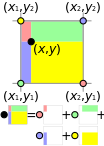 (x₁,y₂) (x₂,y₂)
(x,y)
(x₁,y₁) (x₂,y₁)
= +
+ +